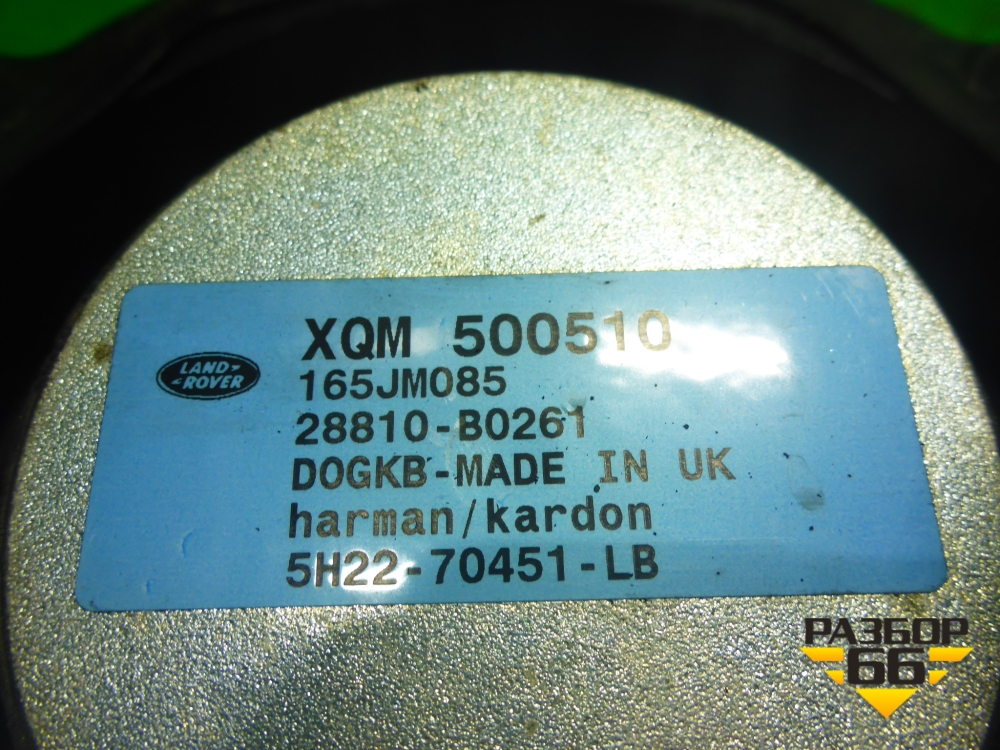 LAND-
-ROVER
XQM 500510
165JM085
28810-B0261
DOGKB-MADE IN UK
harman/kardon
5H22-70451-LB
РАЗБОР
66